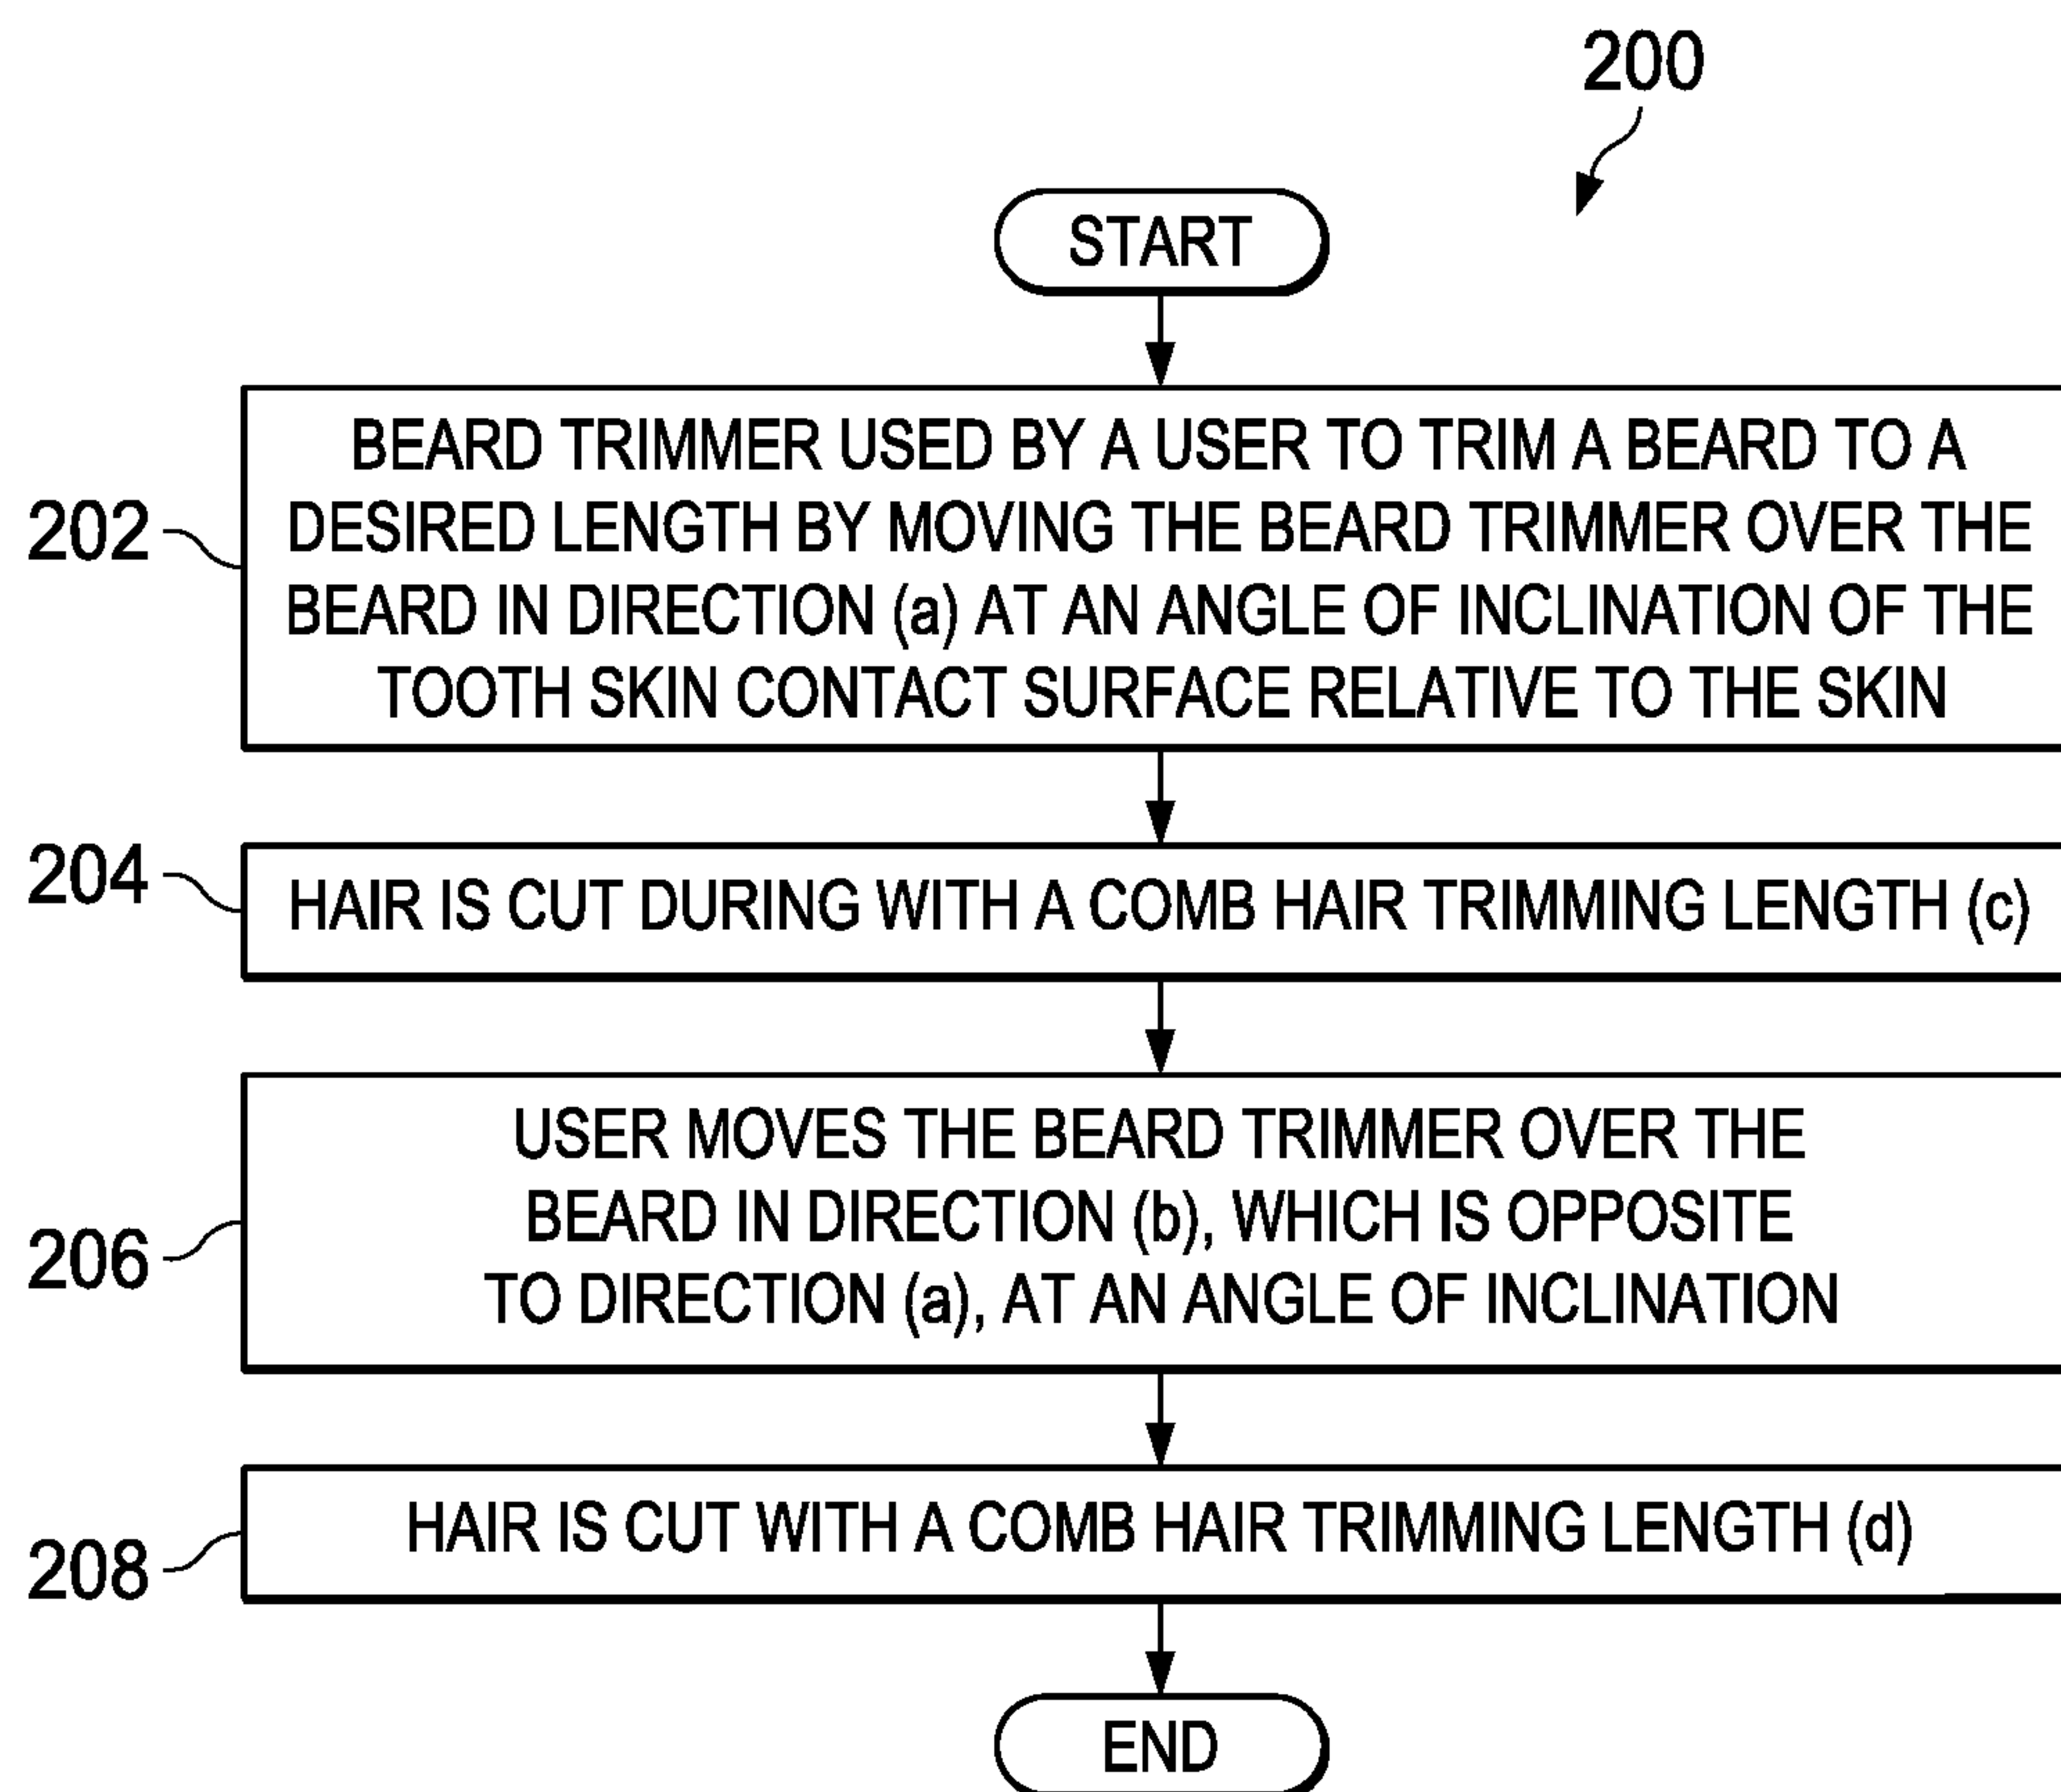 200
START
202
BEARD TRIMMER USED BY A USER TO TRIM A BEARD TO A
DESIRED LENGTH BY MOVING THE BEARD TRIMMER OVER THE
BEARD IN DIRECTION (a) AT AN ANGLE OF INCLINATION OF THE
TOOTH SKIN CONTACT SURFACE RELATIVE TO THE SKIN
204
HAIR IS CUT DURING WITH A COMB HAIR TRIMMING LENGTH (c)
206
USER MOVES THE BEARD TRIMMER OVER THE
BEARD IN DIRECTION (b), WHICH IS OPPOSITE
TO DIRECTION (a), AT AN ANGLE OF INCLINATION
208
HAIR IS CUT WITH A COMB HAIR TRIMMING LENGTH (d)
END